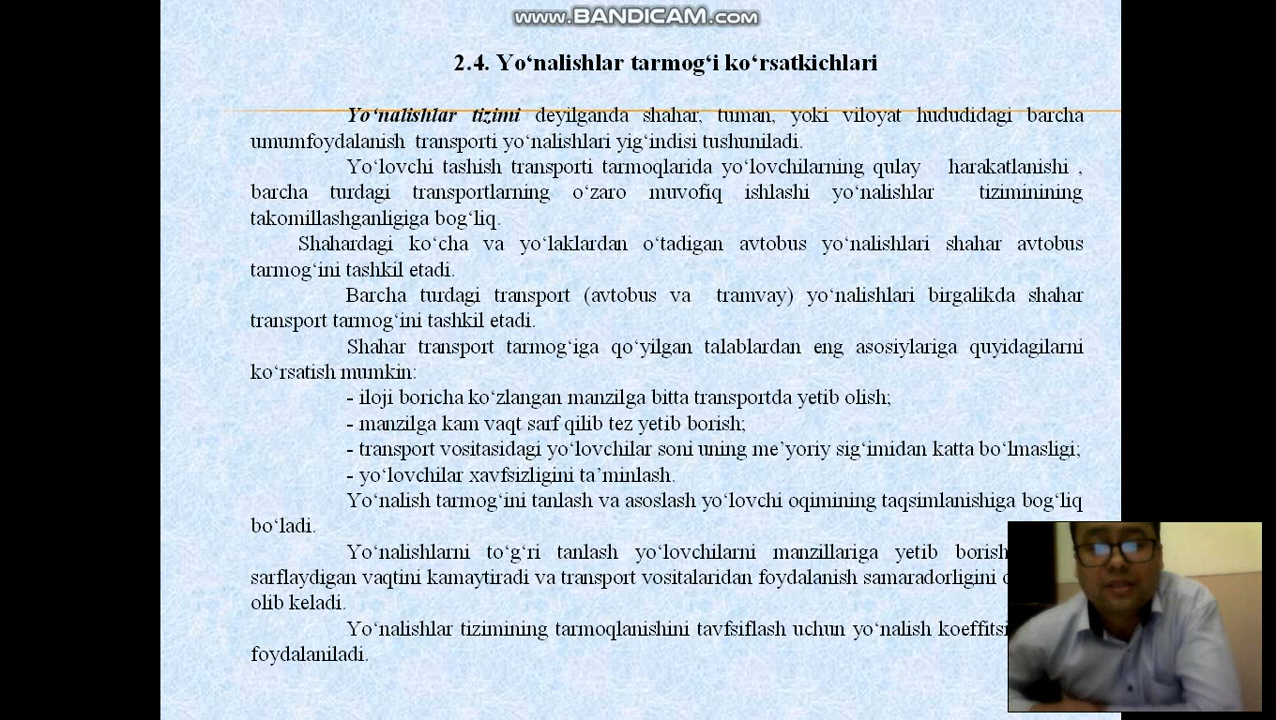 www.BANDICAM.com
2.4. Yo‘nalishlar tarmog‘i ko‘rsatkichlari
Yo‘nalishlar tizimi deyilganda shahar, tuman, yoki viloyat hududidagi barcha
umumfoydalanish transporti yo‘nalishlari yig‘indisi tushuniladi.
Yo‘lovchi tashish transporti tarmoqlarida yo‘lovchilarning qulay harakatlanishi ,
barcha turdagi transportlarning o‘zaro muvofiq ishlashi yo‘nalishlar tiziminining
takomillashganligiga bog‘liq.
Shahardagi ko‘cha va yo‘laklardan o‘tadigan avtobus yo‘nalishlari shahar avtobus
tarmog‘ini tashkil etadi.
Barcha turdagi transport (avtobus va tramvay) yo‘nalishlari birgalikda shahar
transport tarmog‘ini tashkil etadi.
Shahar transport tarmog‘iga qo‘yilgan talablardan eng asosiylariga quyidagilarni
ko‘rsatish mumkin:
- iloji boricha ko‘zlangan manzilga bitta transportda yetib olish;
- manzilga kam vaqt sarf qilib tez yetib borish;
- transport vositasidagi yo‘lovchilar soni uning me’yoriy sig‘imidan katta bo‘lmasligi;
- yo‘lovchilar xavfsizligini ta’minlash.
Yo‘nalish tarmog‘ini tanlash va asoslash yo‘lovchi oqimining taqsimlanishiga bog‘liq
bo‘ladi.
Yo‘nalishlarni to‘g‘ri tanlash yo‘lovchilarni manzillariga yetib borish
sarflaydigan vaqtini kamaytiradi va transport vositalaridan foydalanish samaradorligini
olib keladi.
Yo‘nalishlar tizimining tarmoqlanishini tavfsiflash uchun yo‘nalish koeffitsi
foydalaniladi.